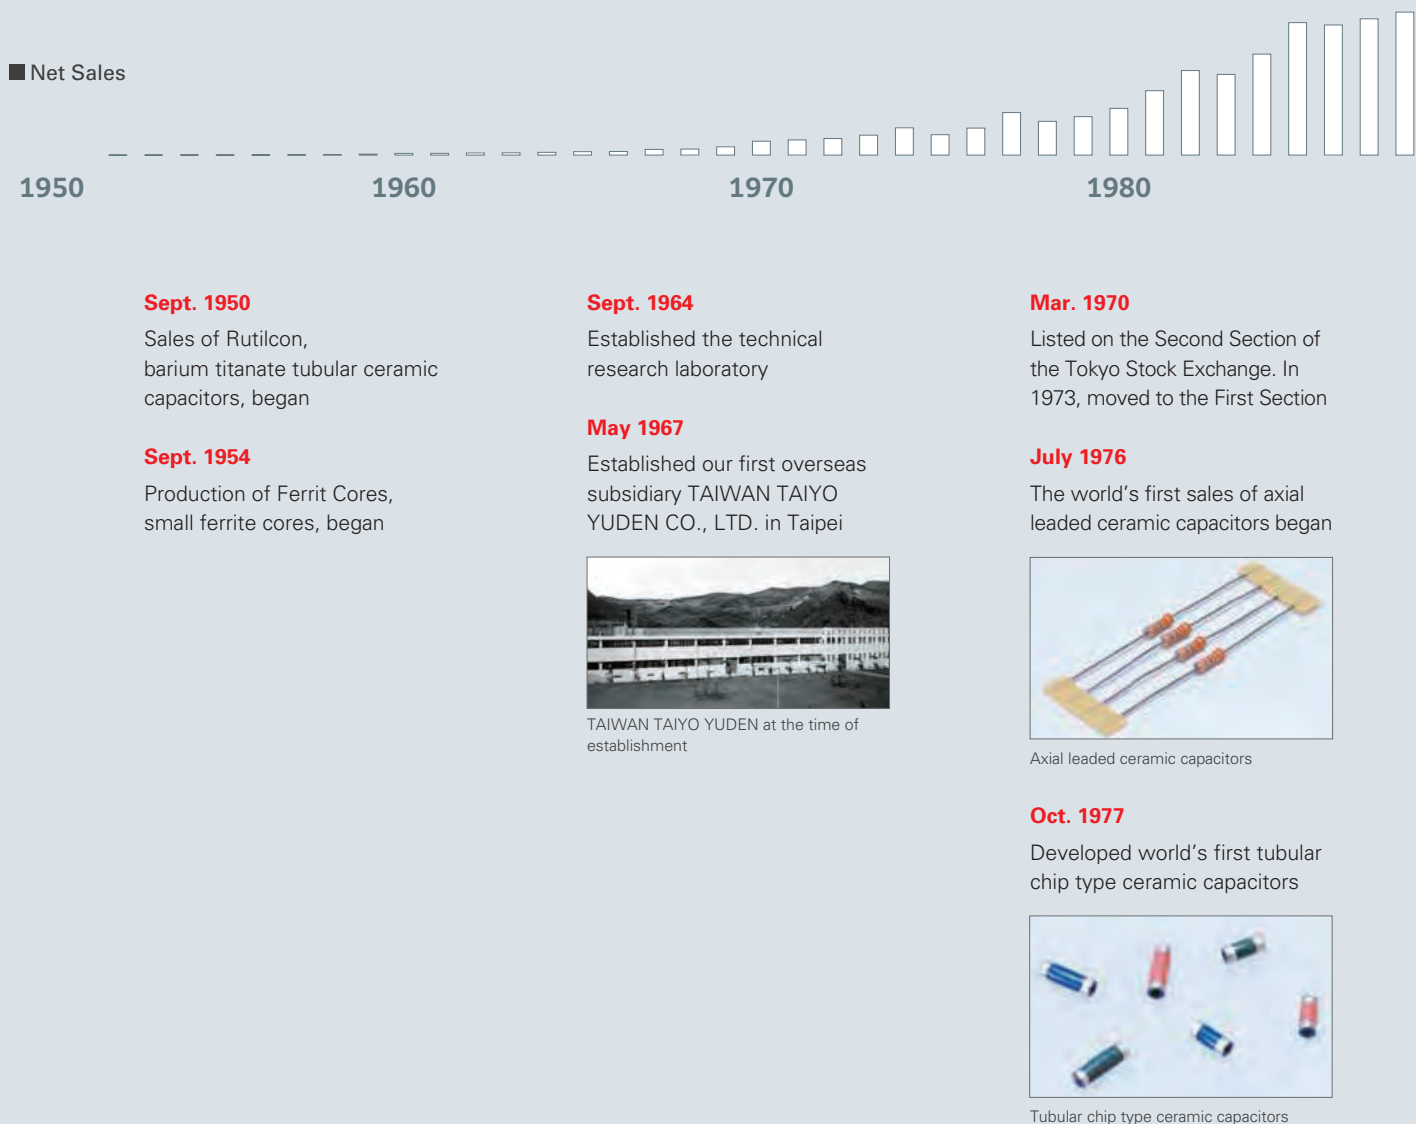 Net Sales
1950
1960
1970
1980
Sept. 1950
Sales of Rutilcon,
barium titanate tubular ceramic
capacitors, began
Sept. 1954
Production of Ferrit Cores,
small ferrite cores, began
Sept. 1964
Established the technical
research laboratory
May 1967
Established our first overseas
subsidiary TAIWAN TAIYO
YUDEN CO., LTD. in Taipei
TAIWAN TAIYO YUDEN at the time of
establishment
Mar. 1970
Listed on the Second Section of
the Tokyo Stock Exchange. In
1973, moved to the First Section
July 1976
The world's first sales of axial
leaded ceramic capacitors began
Axial leaded ceramic capacitors
Oct. 1977
Developed world's first tubular
chip type ceramic capacitors
Tubular chip type ceramic capacitors